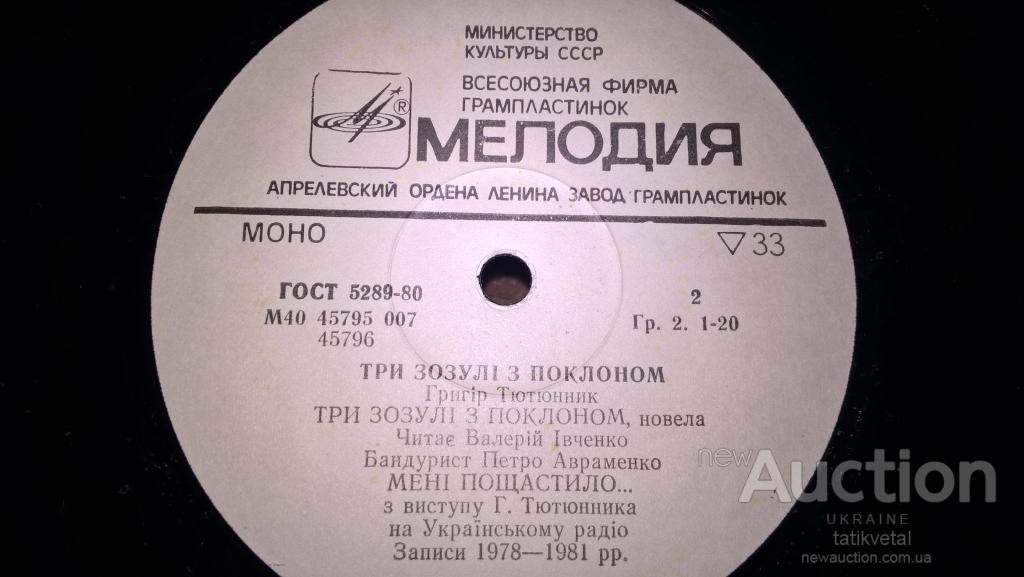 МИНИСТЕРСТВО
КУЛЬТУРЫ СССР
ВСЕСОЮЗНАЯ ФИРМА
ГРАМПЛАСТИНОК
®
МЕЛОДИЯ
АПРЕЛЕВСКИЙ ОРДЕНА ЛЕНИНА ЗАВОД ГРАМПЛАСТИНОК
МОНО ▽33
ГОСТ 5289-80 2
М40 45795 007 Гр. 2. 1-20
45796
ТРИ ЗОЗУЛІ З ПОКЛОНОМ
Григір Тютюнник
ТРИ ЗОЗУЛІ З ПОКЛОНОМ, новела
Читає Валерій Івченко
Бандурист Петро Авраменко
МЕНІ ПОЩАСТИЛО...
з виступу Г. Тютюнника
на Українському радіо
Записи 1978—1981 рр.
newAuction
UKRAINE
tatikvetal
newauction.com.ua